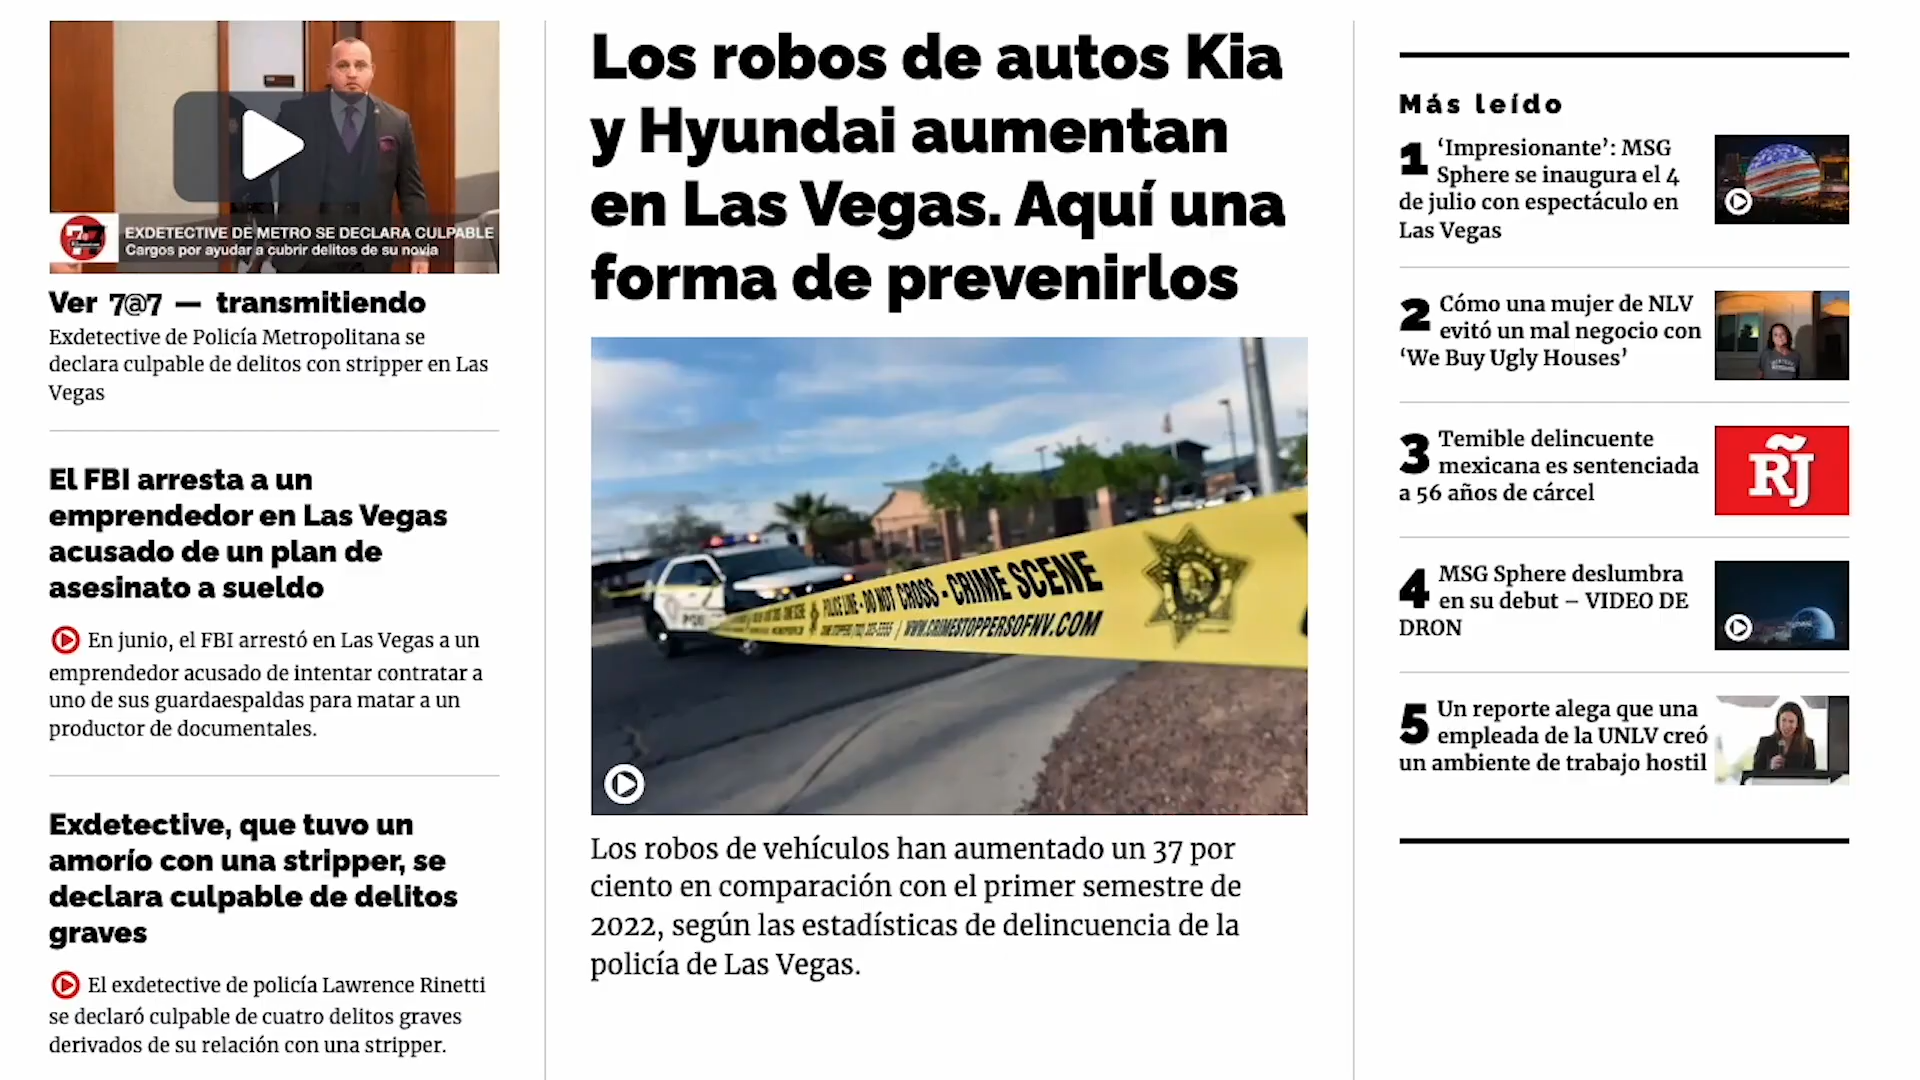 EXDETECTIVE DE METRO SE DECLARA CULPABLE
Cargos por ayudar a cubrir delitos de su novia
Ver 7@7 — transmitiendo
Exdetective de Policía Metropolitana se
declara culpable de delitos con stripper en Las
Vegas
El FBI arresta a un
emprendedor en Las Vegas
acusado de un plan de
asesinato a sueldo
En junio, el FBI arrestó en Las Vegas a un
emprendedor acusado de intentar contratar a
uno de sus guardaespaldas para matar a un
productor de documentales.
Exdetective, que tuvo un
amorío con una stripper, se
declara culpable de delitos
graves
El exdetective de policía Lawrence Rinetti
se declaró culpable de cuatro delitos graves
derivados de su relación con una stripper.
Los robos de autos Kia
y Hyundai aumentan
en Las Vegas. Aquí una
forma de prevenirlos
POLICE LINE - DO NOT CROSS - CRIME SCENE
WWW.CRIMESTOPPERSOFNV.COM
Los robos de vehículos han aumentado un 37 por
ciento en comparación con el primer semestre de
2022, según las estadísticas de delincuencia de la
policía de Las Vegas.
Más leído
1 ‘Impresionante’: MSG
Sphere se inaugura el 4
de julio con espectáculo en
Las Vegas
2 Cómo una mujer de NLV
evitó un mal negocio con
‘We Buy Ugly Houses’
3 Temible delincuente
mexicana es sentenciada
a 56 años de cárcel
RJ
4 MSG Sphere deslumbra
en su debut – VIDEO DE
DRON
5 Un reporte alega que una
empleada de la UNLV creó
un ambiente de trabajo hostil